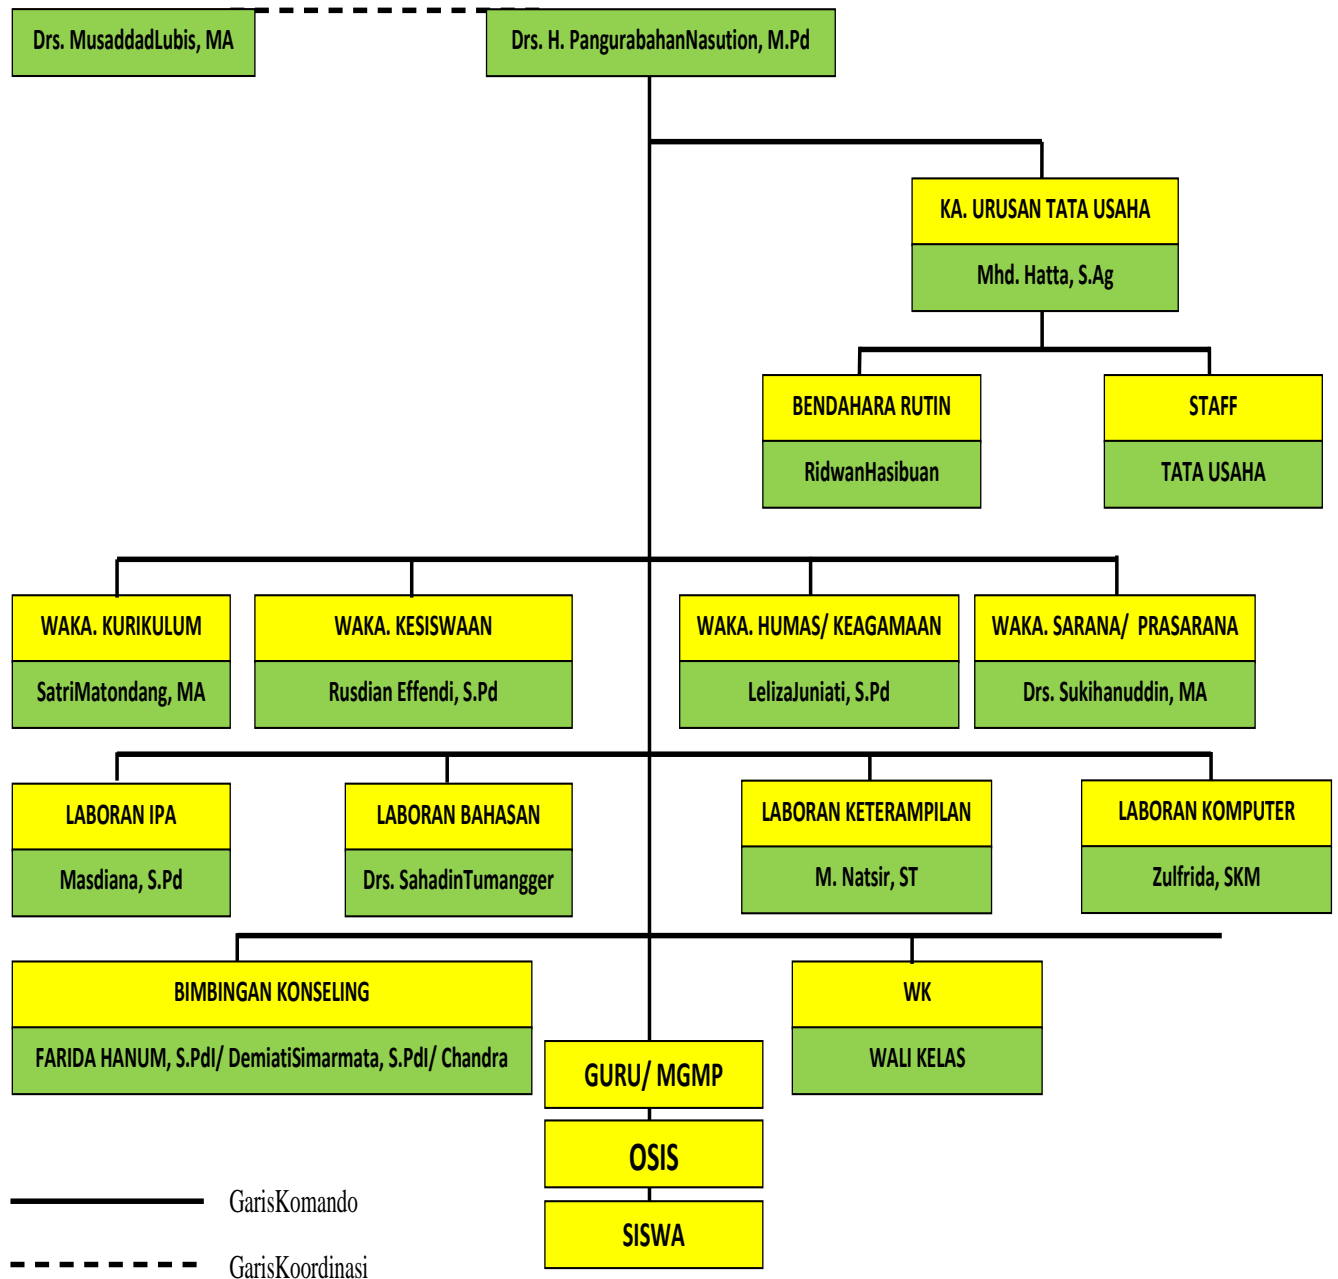 Drs. MusaddadLubis, MA
Drs. H. PangurabahanNasution, M.Pd
KA. URUSAN TATA USAHA
Mhd. Hatta, S.Ag
BENDAHARA RUTIN
RidwanHasibuan
STAFF
TATA USAHA
WAKA. KURIKULUM
SatriMatondang, MA
WAKA. KESISWAAN
Rusdian Effendi, S.Pd
WAKA. HUMAS/ KEAGAMAAN
LelizaJuniati, S.Pd
WAKA. SARANA/ PRASARANA
Drs. Sukihanuddin, MA
LABORAN IPA
Masdiana, S.Pd
LABORAN BAHASAN
Drs. SahadinTumangger
LABORAN KETERAMPILAN
M. Natsir, ST
LABORAN KOMPUTER
Zulfrida, SKM
BIMBINGAN KONSELING
FARIDA HANUM, S.PdI/ DemiatiSimarmata, S.PdI/ Chandra
WK
WALI KELAS
GURU/ MGMP
OSIS
SISWA
GarisKomando
GarisKoordinasi